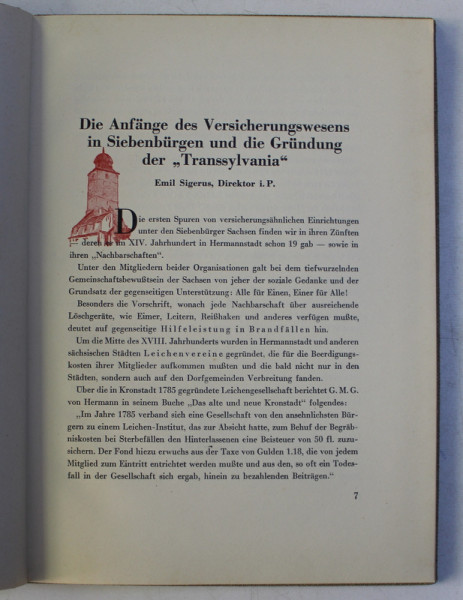 Die Anfänge des Versicherungswesens
in Siebenbürgen und die Gründung
der „Transsylvania“
Emil Sigerus, Direktor i. P.
Die ersten Spuren von versicherungsähnlichen Einrichtungen
unter den Siebenbürger Sachsen finden wir in ihren Zünften
— deren es im XIV. Jahrhundert in Hermannstadt schon 19 gab — sowie in
ihren „Nachbarschaften“.
Unter den Mitgliedern beider Organisationen galt bei dem tiefwurzelnden
Gemeinschaftsbewußtsein der Sachsen von jeher der soziale Gedanke und der
Grundsatz der gegenseitigen Unterstützung: Alle für Einen, Einer für Alle!
Besonders die Vorschrift, wonach jede Nachbarschaft über ausreichende
Löschgeräte, wie Eimer, Leitern, Reißhaken und anderes verfügen mußte,
deutet auf gegenseitige Hilfeleistung in Brandfällen hin.
Um die Mitte des XVIII. Jahrhunderts wurden in Hermannstadt und anderen
sächsischen Städten Leichenvereine gegründet, die für die Beerdigungs-
kosten ihrer Mitglieder aufkommen mußten und die bald nicht nur in den
Städten, sondern auch auf den Dorfgemeinden Verbreitung fanden.
Über die in Kronstadt 1785 gegründete Leichengesellschaft berichtet G. M. G.
von Hermann in seinem Buche „Das alte und neue Kronstadt“ folgendes:
„Im Jahre 1785 verband sich eine Gesellschaft von den ansehnlichsten Bür-
gern zu einem Leichen-Institut, das zur Absicht hatte, zum Behuf der Begräb-
niskosten bei Sterbefällen den Hinterlassenen eine Beisteuer von 50 fl. zuzu-
sichern. Der Fond hiezu erwuchs aus der Taxe von Gulden 1.18, die von jedem
Mitglied zum Eintritt entrichtet werden mußte und aus den, so oft ein Todes-
fall in der Gesellschaft sich ergab, hinein zu bezahlenden Beiträgen.“
7